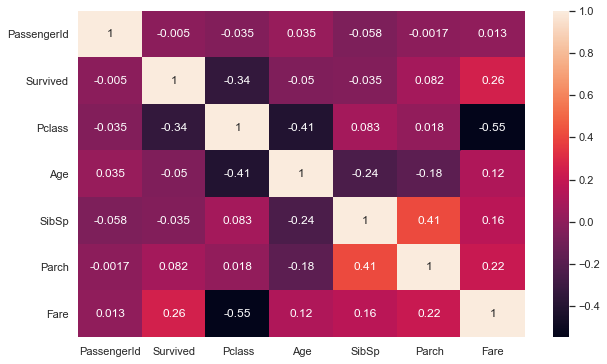 PassengerId 1 -0.005 -0.035 0.035 -0.058 -0.0017 0.013
Survived -0.005 1 -0.34 -0.05 -0.035 0.082 0.26
Pclass -0.035 -0.34 1 -0.41 0.083 0.018 -0.55
Age 0.035 -0.05 -0.41 1 -0.24 -0.18 0.12
SibSp -0.058 -0.035 0.083 -0.24 1 0.41 0.16
Parch -0.0017 0.082 0.018 -0.18 0.41 1 0.22
Fare 0.013 0.26 -0.55 0.12 0.16 0.22 1
PassengerId Survived Pclass Age SibSp Parch Fare
1.0
0.8
0.6
0.4
0.2
0.0
−0.2
−0.4